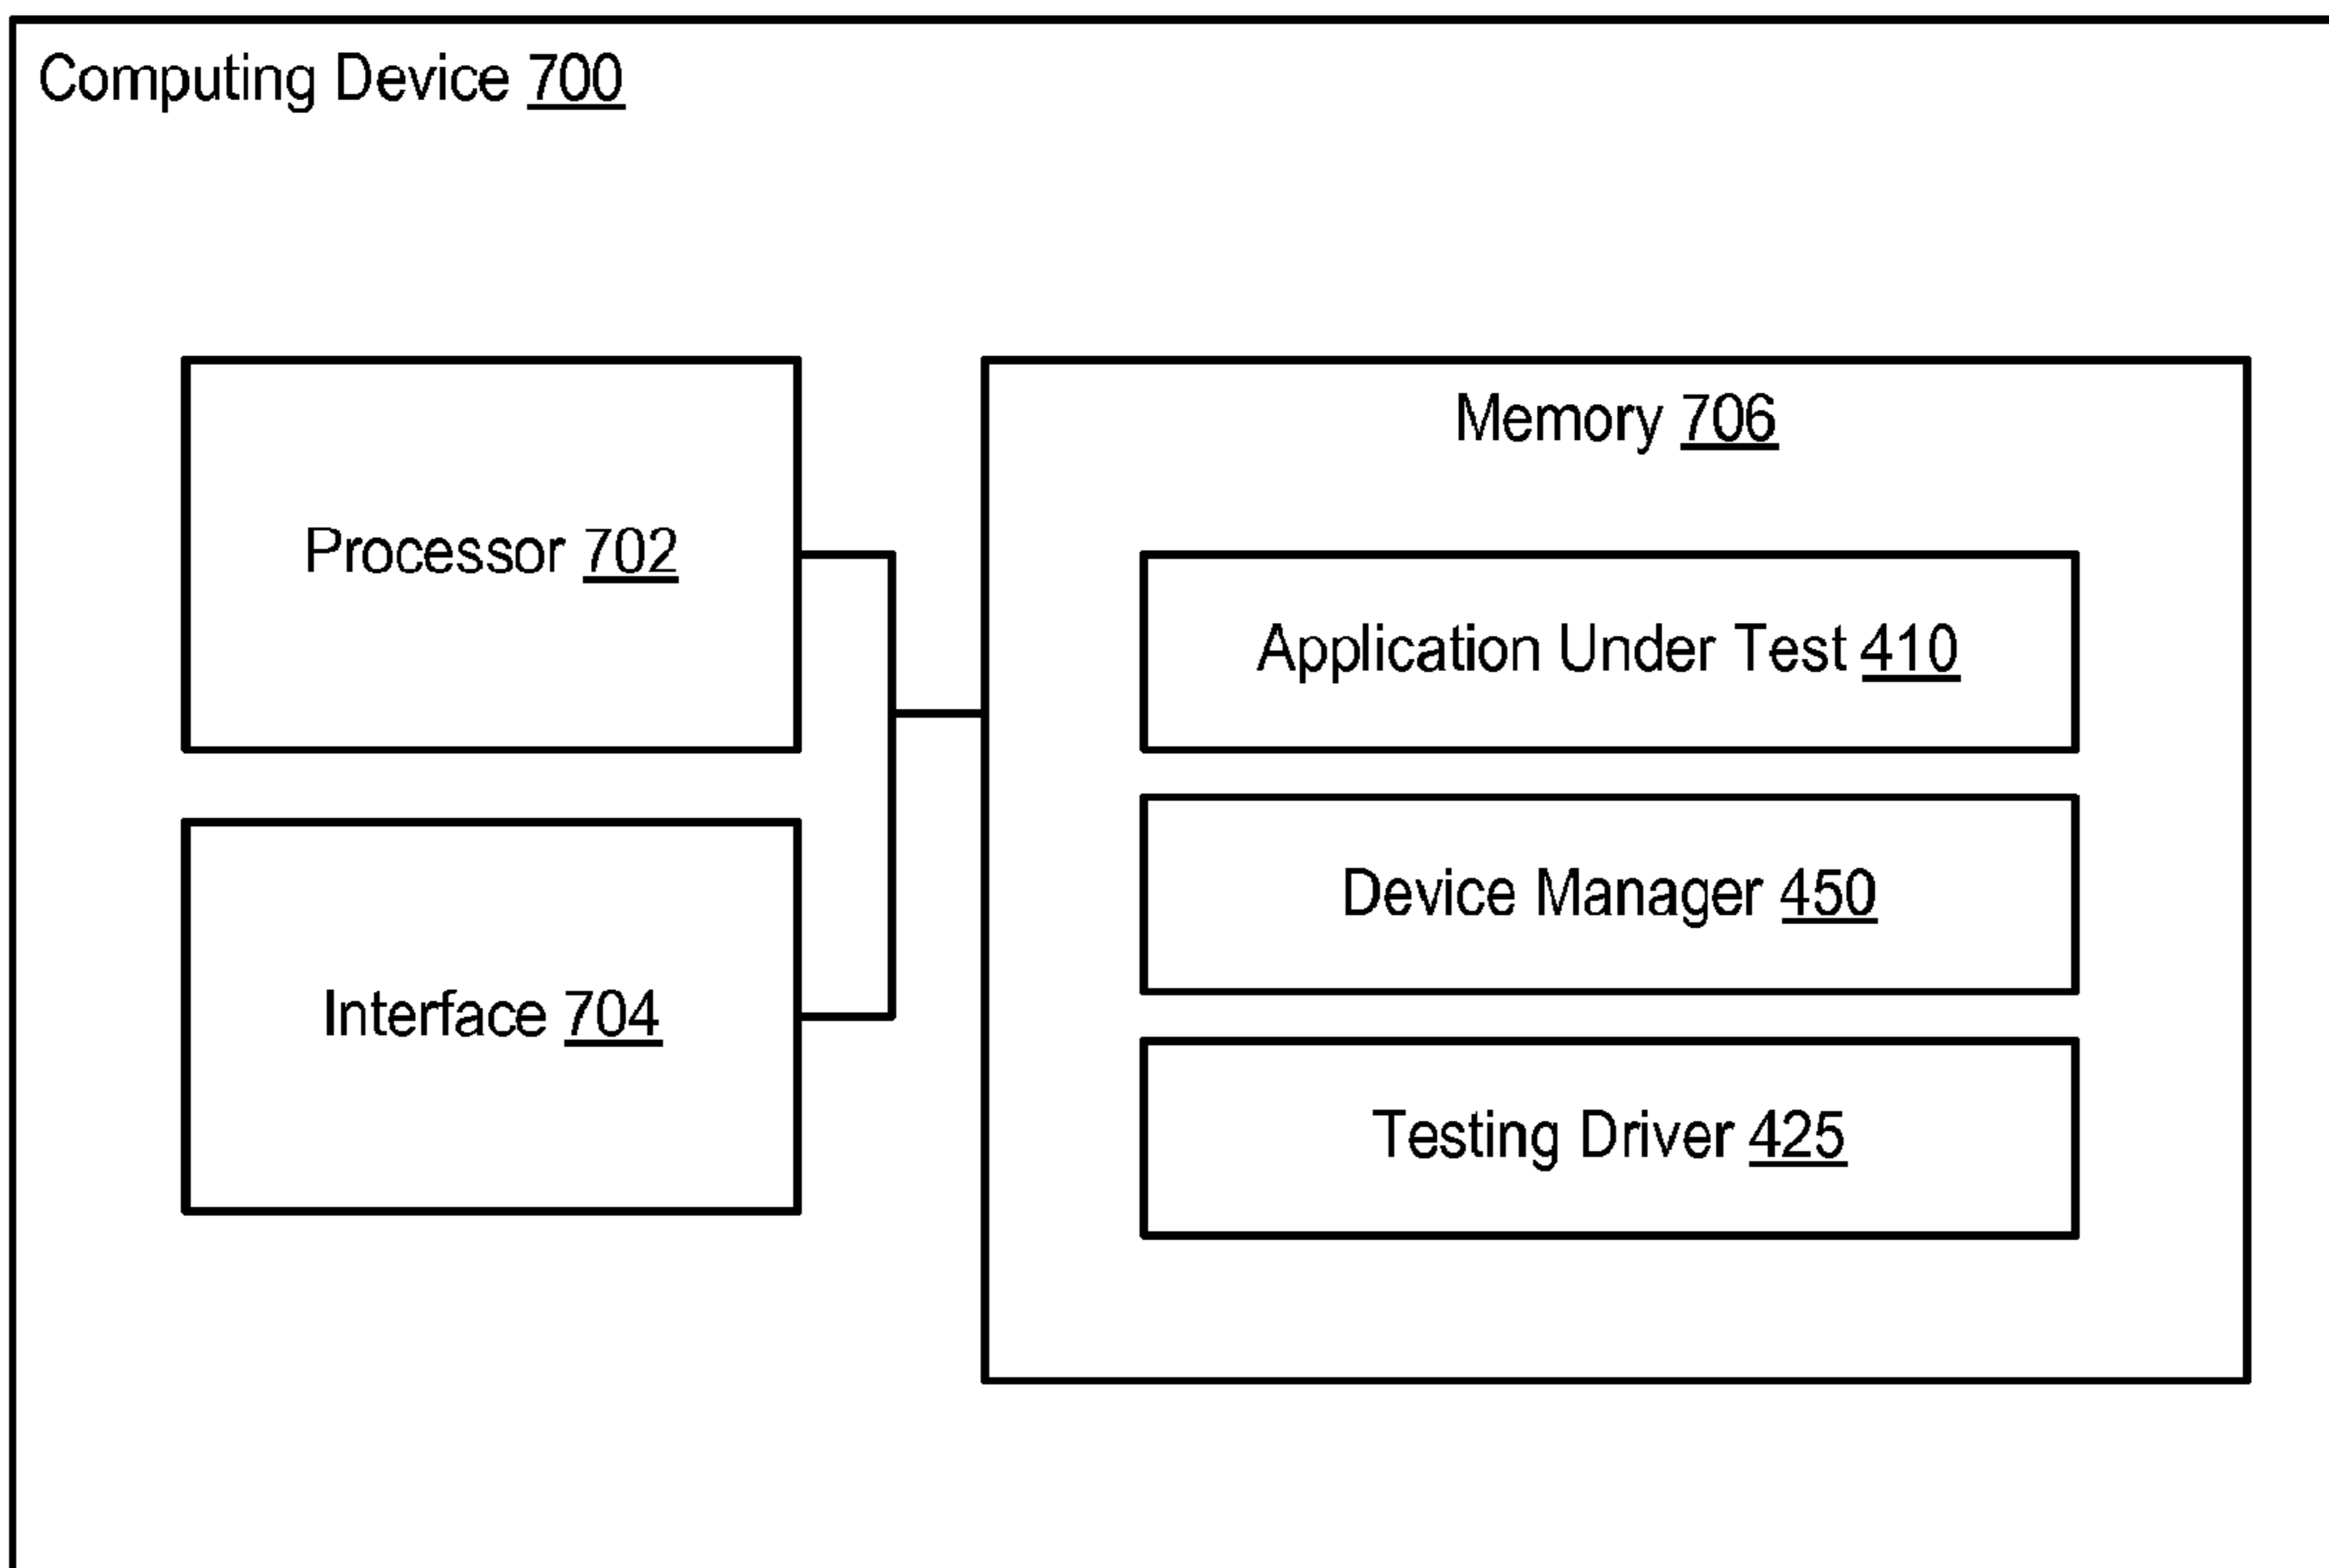 Computing Device 700
Memory 706
Processor 702
Application Under Test 410
Device Manager 450
Interface 704
Testing Driver 425